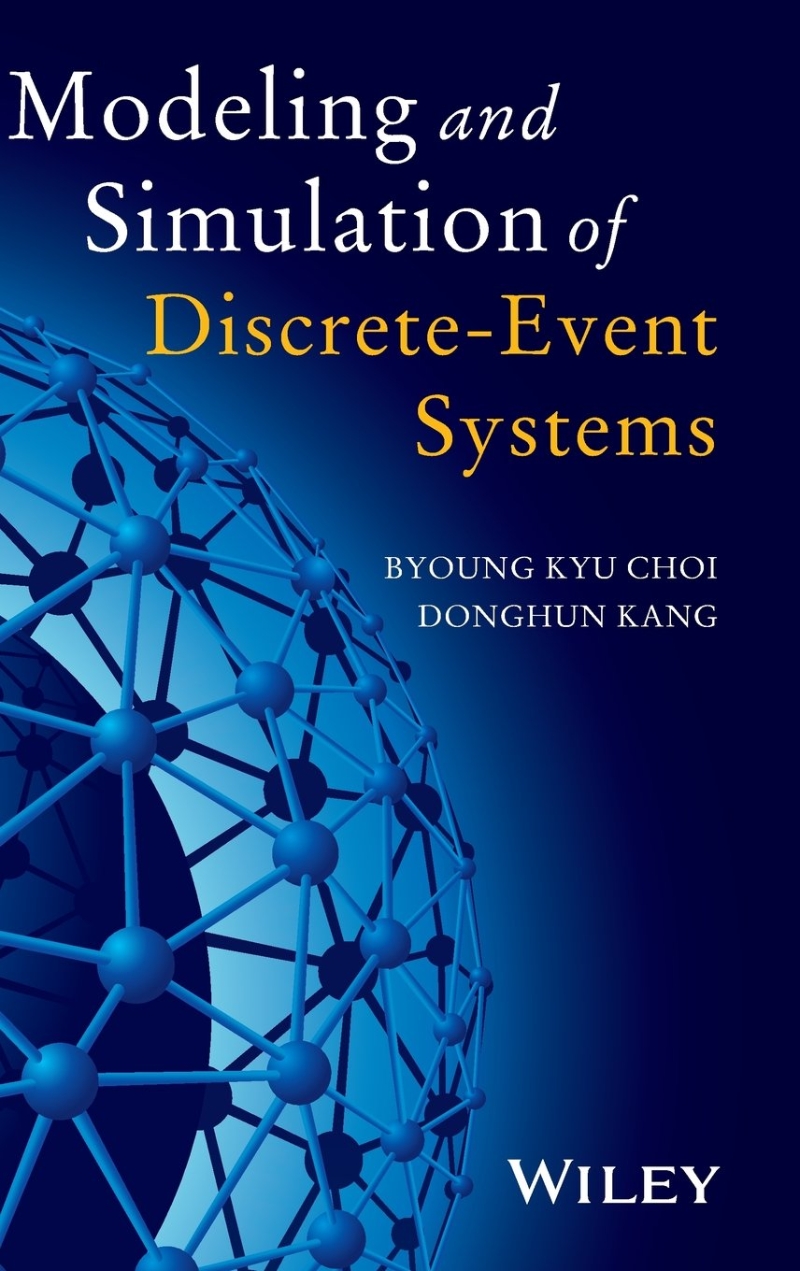 Modeling and
Simulation of
Discrete-Event
Systems
BYOUNG KYU CHOI
DONGHUN KANG
WILEY